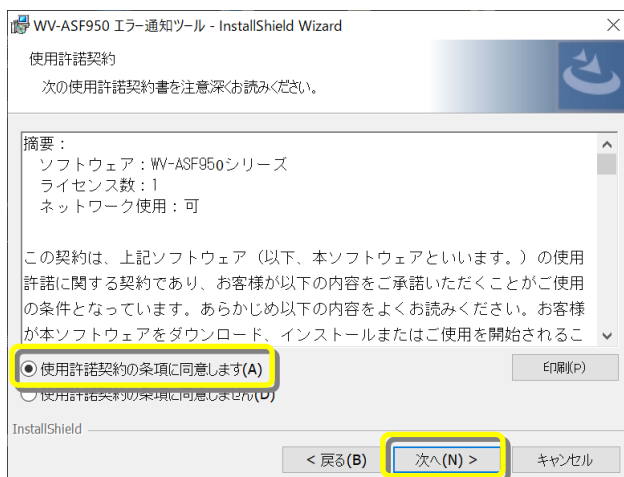 WV-ASF950 エラー通知ツール - InstallShield Wizard
使用許諾契約
次の使用許諾契約書を注意深くお読みください。
摘要：
ソフトウェア：WV-ASF950シリーズ
ライセンス数：1
ネットワーク使用：可
この契約は、上記ソフトウェア（以下、本ソフトウェアといいます。）の使用
許諾に関する契約であり、お客様が以下の内容をご承諾いただくことがご使用
の条件となっています。あらかじめ以下の内容をよくお読みください。お客様
が本ソフトウェアをダウンロード、インストールまたはご使用を開始されるこ
使用許諾契約の条項に同意します(A)
印刷(P)
使用許諾契約の条項に同意しません(D)
InstallShield
< 戻る(B)
次へ(N) >
キャンセル